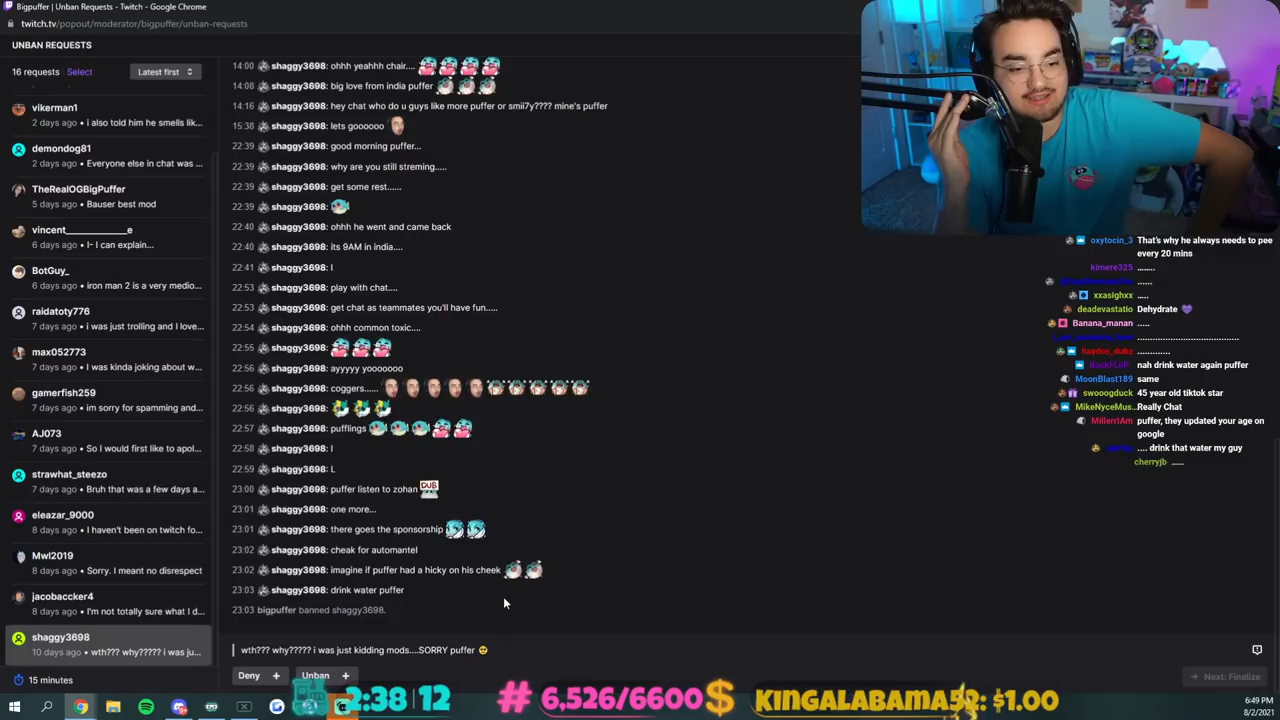 Bigpuffer | Unban Requests - Twitch - Google Chrome
twitch.tv/popout/moderator/bigpuffer/unban-requests
UNBAN REQUESTS
16 requests Select Latest first
vikerman1
2 days ago • i also told him he smells lik...
demondog81
2 days ago • Everyone else in chat was ...
TheRealOGBigPuffer
5 days ago • Bauser best mod
vincent______________e
6 days ago • I- I can explain...
BotGuy_
6 days ago • iron man 2 is a very medio...
raidatoty776
7 days ago • i was just trolling and I love...
max052773
7 days ago • I was kinda joking about w...
gamerfish259
7 days ago • im sorry for spamming and...
AJ073
7 days ago • So I would first like to apol...
strawhat_steezo
7 days ago • Bruh that was a few days a...
eleazar_9000
8 days ago • I haven't been on twitch fo...
Mwl2019
8 days ago • Sorry. I meant no disrespect
jacobaccker4
8 days ago • I'm not totally sure what I d...
shaggy3698
10 days ago • wth??? why????? i was ju...
15 minutes
14:00 shaggy3698: ohhh yeahhh chair....
14:08 shaggy3698: big love from india puffer
14:16 shaggy3698: hey chat who do u guys like more puffer or smil7y???? mine's puffer
15:38 shaggy3698: lets goooooo
22:39 shaggy3698: good morning puffer...
22:39 shaggy3698: why are you still streming.....
22:39 shaggy3698: get some rest......
22:39 shaggy3698:
22:40 shaggy3698: ohhh he went and came back
22:40 shaggy3698: its 9AM in india....
22:41 shaggy3698: I
22:53 shaggy3698: play with chat....
22:53 shaggy3698: get chat as teammates you'll have fun.....
22:54 shaggy3698: ohhh common toxic....
22:55 shaggy3698:
22:56 shaggy3698: ayyyyy yooooooo
22:56 shaggy3698: coggers......
22:56 shaggy3698:
22:57 shaggy3698: pufflings
22:58 shaggy3698: I
22:59 shaggy3698: L
23:00 shaggy3698: puffer listen to zohan DUB
23:01 shaggy3698: one more...
23:01 shaggy3698: there goes the sponsorship
23:02 shaggy3698: cheak for automantel
23:02 shaggy3698: imagine if puffer had a hicky on his cheek
23:03 shaggy3698: drink water puffer
23:03 bigpuffer banned shaggy3698.
wth??? why????? i was just kidding mods....SORRY puffer 🥺
Deny + Unban + Next: Finalize
oxytocin_3 That's why he always needs to pee
every 20 mins
kimere325 ........
......
xxasighxx .....
deadevastatio Dehydrate 💜
Banana_manan .....
......................................
haydos_dubz .............
BackFLiiP nah drink water again puffer
MoonBlast189 same
swooogduck 45 year old tiktok star
MikeNyceMus... Really Chat
MillerrIAm puffer, they updated your age on
google
.... drink that water my guy
cherryjb ......
2:38 | 12 # 6,526/6600 $ KINGALABAMA52: $1.00
6:49 PM
8/2/2021